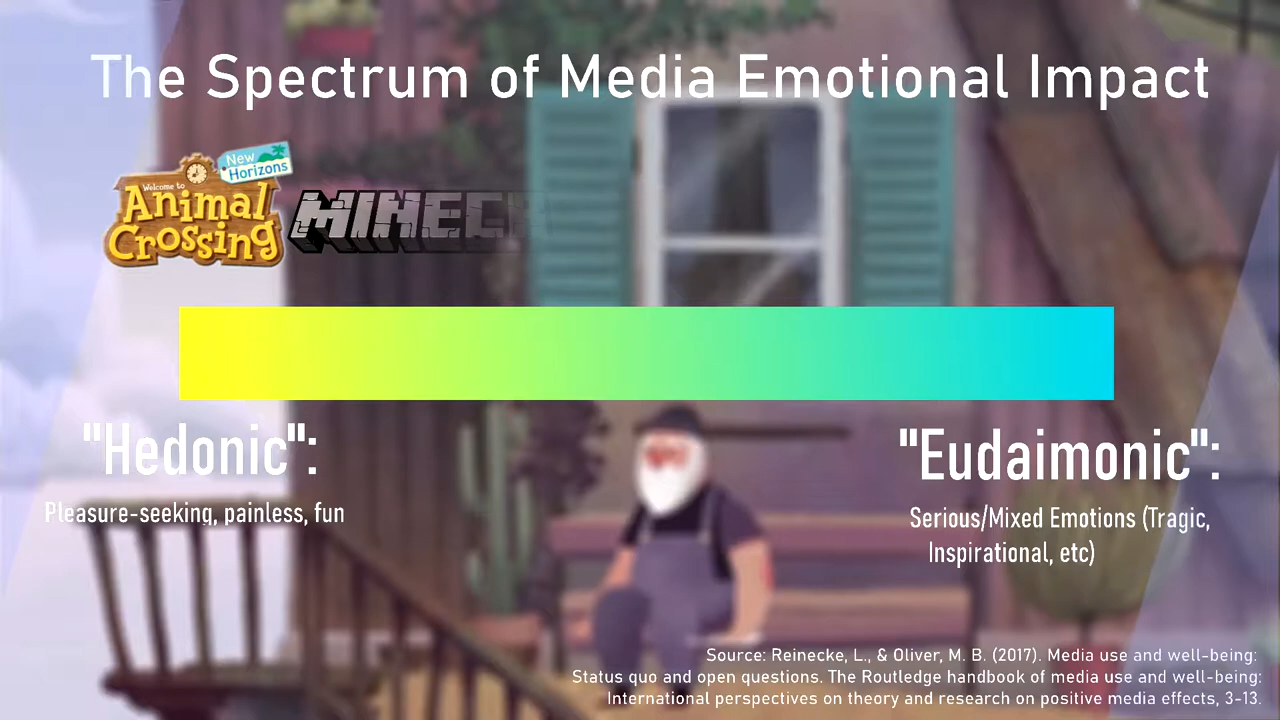 The Spectrum of Media Emotional Impact
New
Horizons
Welcome to
Animal
Crossing
MINEC
"Hedonic":
Pleasure-seeking, painless, fun
"Eudaimonic":
Serious/Mixed Emotions (Tragic,
Inspirational, etc)
Source: Reinecke, L., & Oliver, M. B. (2017). Media use and well-being:
Status quo and open questions. The Routledge handbook of media use and well-being:
International perspectives on theory and research on positive media effects, 3-13.